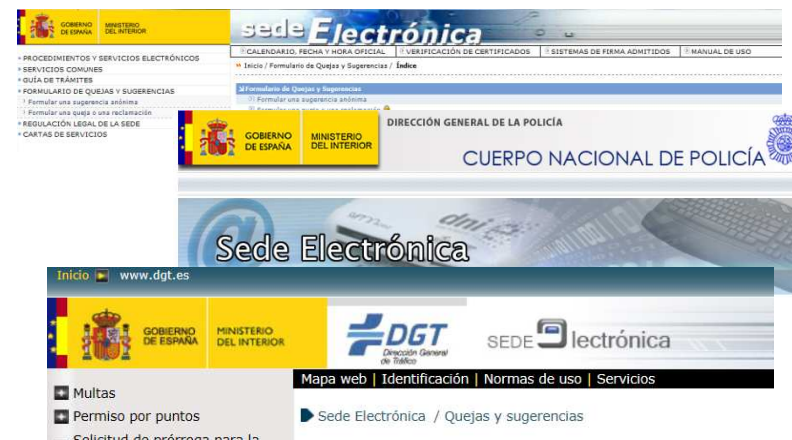 GOBIERNO DE ESPAÑA
MINISTERIO DEL INTERIOR
sede Electrónica
CALENDARIO, FECHA Y HORA OFICIAL
VERIFICACIÓN DE CERTIFICADOS
SISTEMAS DE FIRMA ADMITIDOS
MANUAL DE USO
Inicio / Formulario de Quejas y Sugerencias / Índice
PROCEDIMIENTOS Y SERVICIOS ELECTRÓNICOS
SERVICIOS COMUNES
GUÍA DE TRÁMITES
FORMULARIO DE QUEJAS Y SUGERENCIAS
Formular una sugerencia anónima
Formular una queja o una reclamación
REGULACIÓN LEGAL DE LA SEDE
CARTAS DE SERVICIOS
Formulario de Quejas y Sugerencias
Formular una sugerencia anónima
Formular una queja o una reclamación
GOBIERNO DE ESPAÑA
MINISTERIO DEL INTERIOR
DIRECCIÓN GENERAL DE LA POLICÍA
CUERPO NACIONAL DE POLICÍA
@
dni
Sede Electrónica
Inicio
www.dgt.es
GOBIERNO DE ESPAÑA
MINISTERIO DEL INTERIOR
DGT
Dirección General de Tráfico
SEDE electrónica
Mapa web | Identificación | Normas de uso | Servicios
Multas
Permiso por puntos
Solicitud de prórroga para la
Sede Electrónica / Quejas y sugerencias